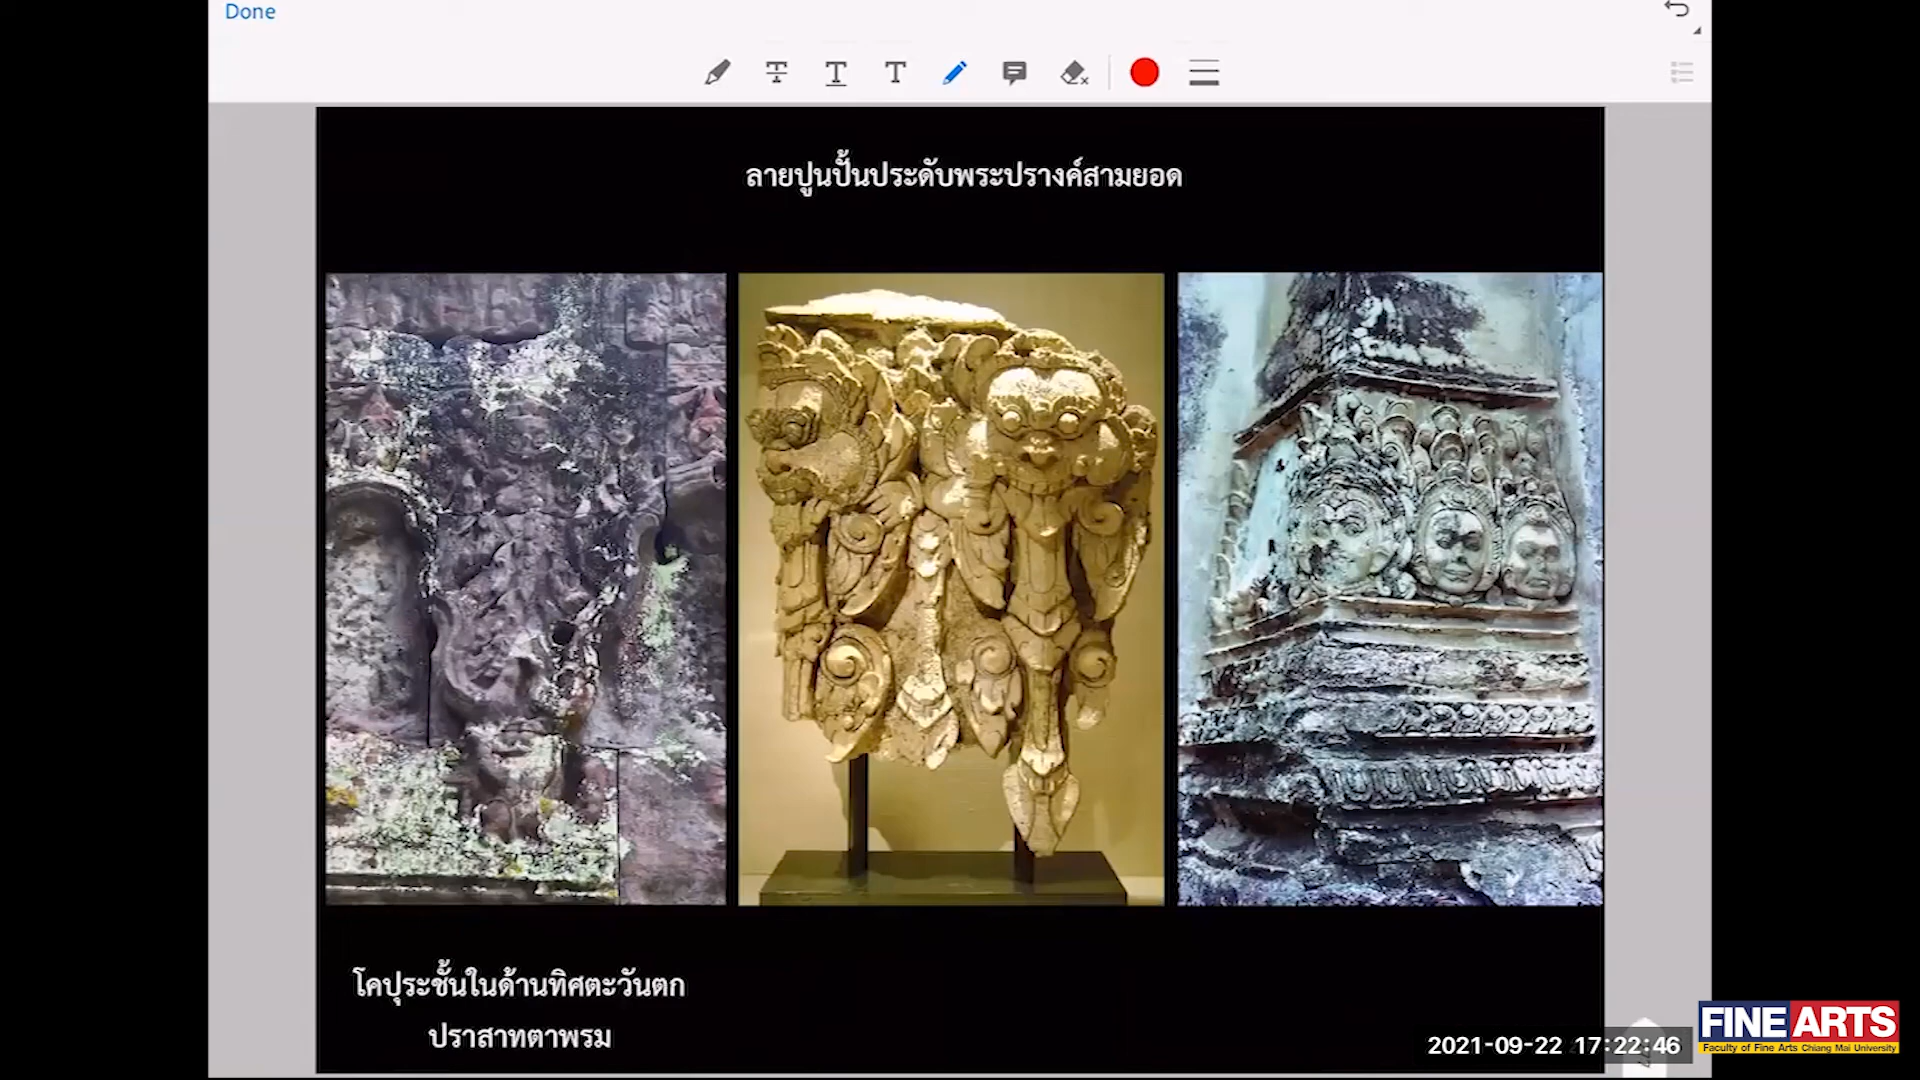 Done
ลายปูนปั้นประดับพระปรางค์สามยอด
โคปุระชั้นในด้านทิศตะวันตก
ปราสาทตาพรม
2021-09-22 17:22:46
FINE ARTS
Faculty of Fine Arts Chiang Mai University